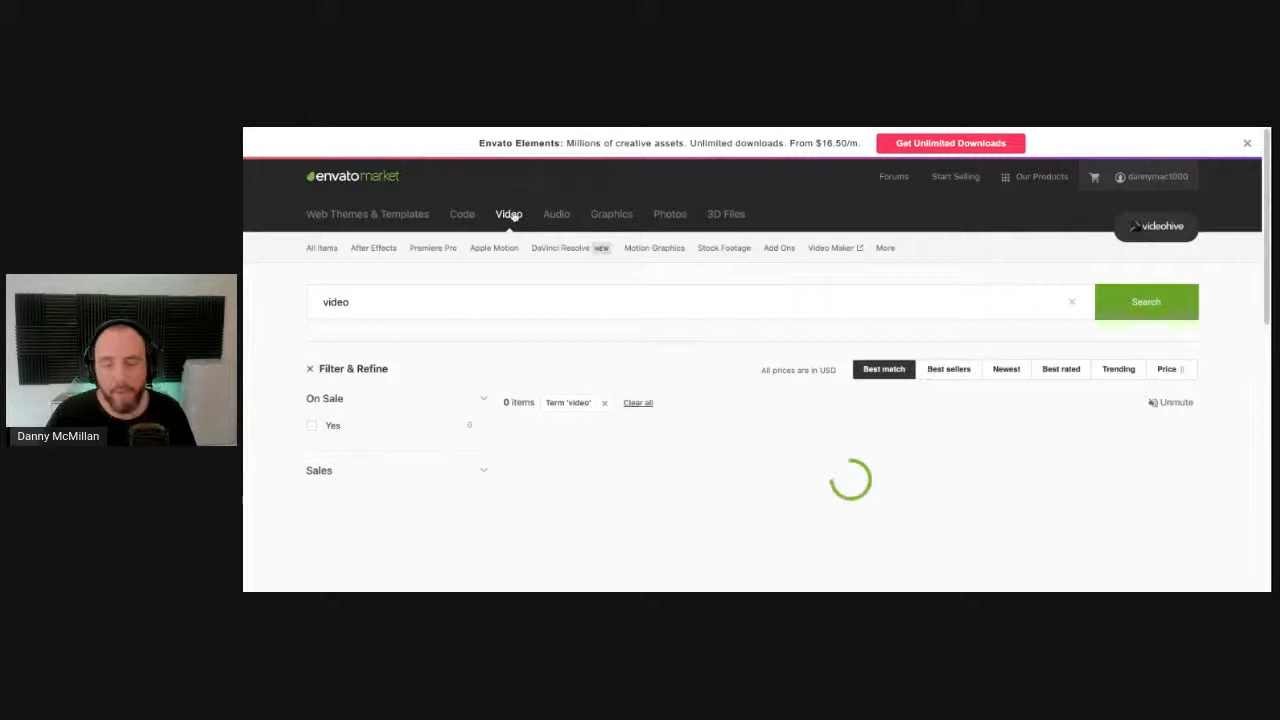 Envato Elements: Millions of creative assets. Unlimited downloads. From $16.50/m.
Get Unlimited Downloads
envatomarket
Forums
Start Selling
Our Products
dannymac1000
Web Themes & Templates
Code
Video
Audio
Graphics
Photos
3D Files
videohive
All Items
After Effects
Premiere Pro
Apple Motion
DaVinci Resolve NEW
Motion Graphics
Stock Footage
Add Ons
Video Maker
More
video
Search
Filter & Refine
All prices are in USD
Best match
Best sellers
Newest
Best rated
Trending
Price
On Sale
0 items
Term 'video'
Clear all
Unmute
Yes
0
Sales
Danny McMillan